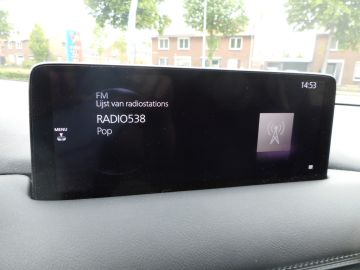 FM
14:53
Lijst van radiostations
RADIO538
Pop
MENU